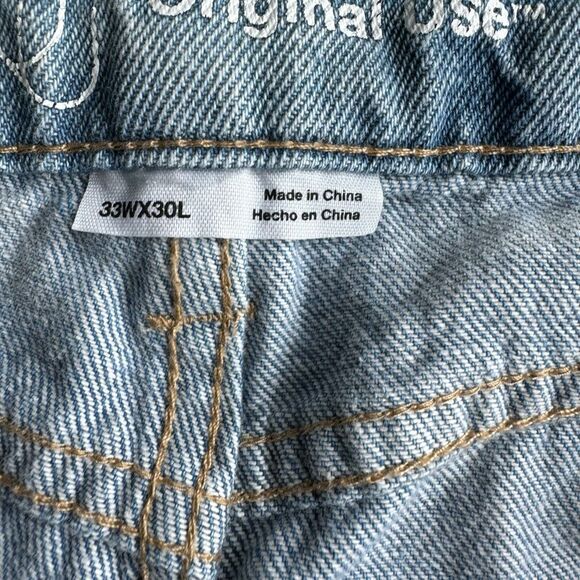 Original Use™
33WX30L
Made in China
Hecho en China